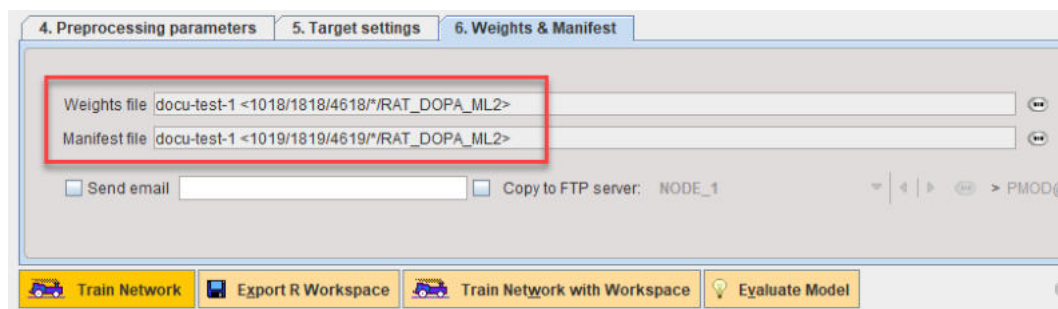 4. Preprocessing parameters 5. Target settings 6. Weights & Manifest
Weights file docu-test-1 <1018/1818/4618/*/RAT_DOPA_ML2>
Manifest file docu-test-1 <1019/1819/4619/*/RAT_DOPA_ML2>
Send email Copy to FTP server: NODE_1 > PMOD@
Train Network Export R Workspace Train Network with Workspace Evaluate Model